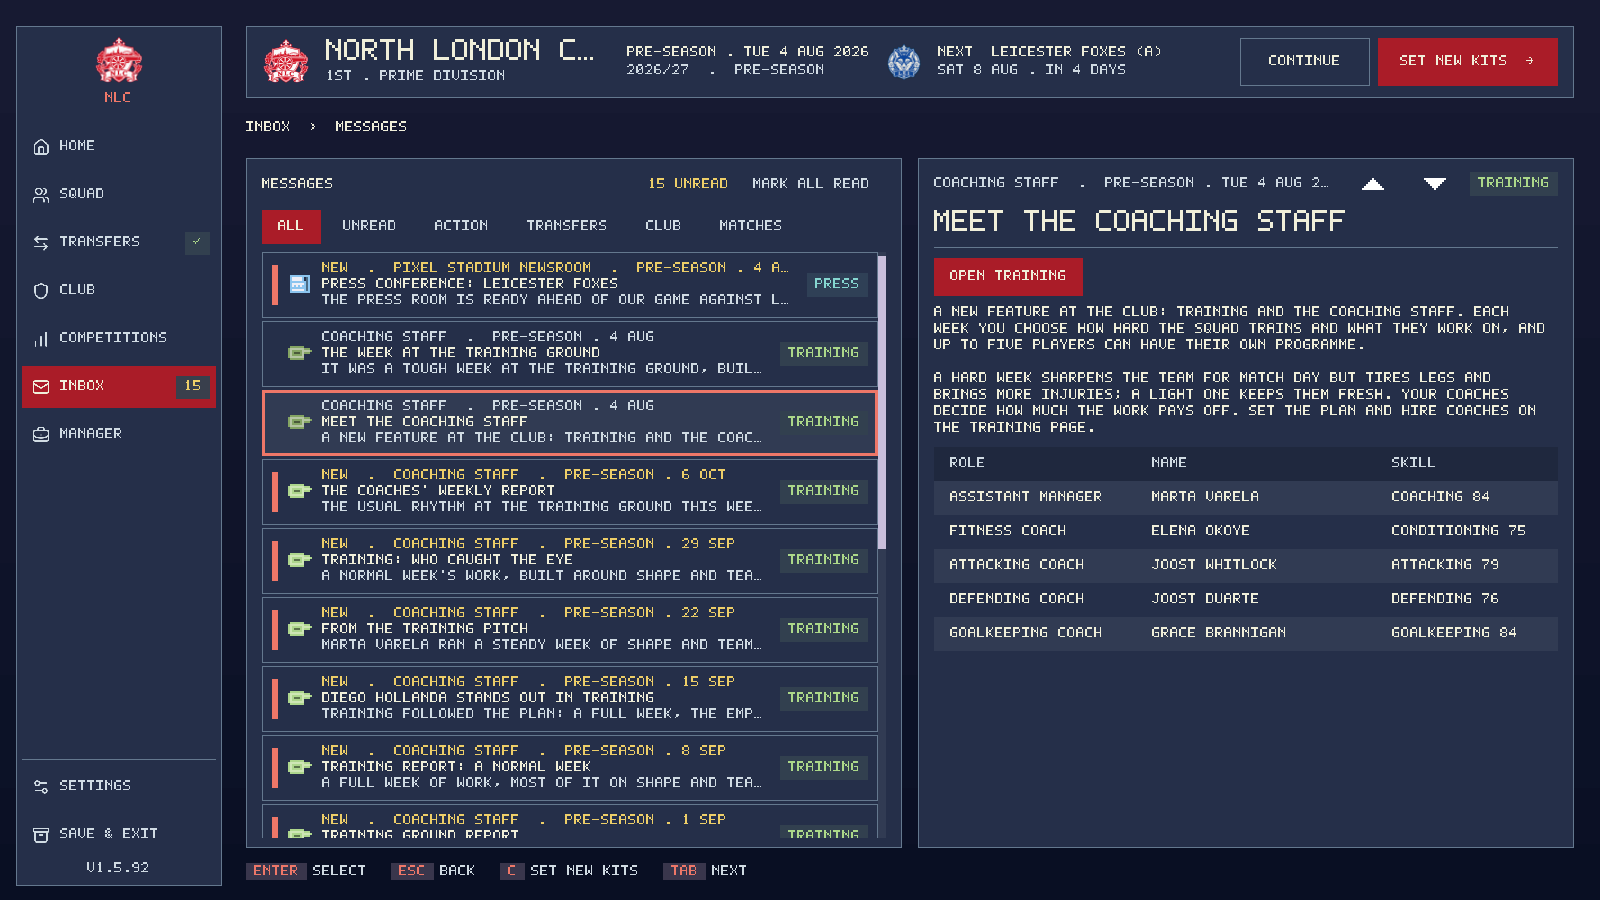 NLC
HOME
SQUAD
TRANSFERS
CLUB
COMPETITIONS
INBOX 15
MANAGER
SETTINGS
SAVE & EXIT
V1.5.92
NORTH LONDON C...
1ST . PRIME DIVISION
PRE-SEASON . TUE 4 AUG 2026
2026/27 . PRE-SEASON
NEXT LEICESTER FOXES (A)
SAT 8 AUG . IN 4 DAYS
CONTINUE
SET NEW KITS →
INBOX › MESSAGES
MESSAGES
15 UNREAD MARK ALL READ
ALL UNREAD ACTION TRANSFERS CLUB MATCHES
NEW . PIXEL STADIUM NEWSROOM . PRE-SEASON . 4 A...
PRESS CONFERENCE: LEICESTER FOXES
THE PRESS ROOM IS READY AHEAD OF OUR GAME AGAINST L...
PRESS
COACHING STAFF . PRE-SEASON . 4 AUG
THE WEEK AT THE TRAINING GROUND
IT WAS A TOUGH WEEK AT THE TRAINING GROUND, BUIL...
TRAINING
COACHING STAFF . PRE-SEASON . 4 AUG
MEET THE COACHING STAFF
A NEW FEATURE AT THE CLUB: TRAINING AND THE COAC...
TRAINING
NEW . COACHING STAFF . PRE-SEASON . 6 OCT
THE COACHES' WEEKLY REPORT
THE USUAL RHYTHM AT THE TRAINING GROUND THIS WEE...
TRAINING
NEW . COACHING STAFF . PRE-SEASON . 29 SEP
TRAINING: WHO CAUGHT THE EYE
A NORMAL WEEK'S WORK, BUILT AROUND SHAPE AND TEA...
TRAINING
NEW . COACHING STAFF . PRE-SEASON . 22 SEP
FROM THE TRAINING PITCH
MARTA VARELA RAN A STEADY WEEK OF SHAPE AND TEAM...
TRAINING
NEW . COACHING STAFF . PRE-SEASON . 15 SEP
DIEGO HOLLANDA STANDS OUT IN TRAINING
TRAINING FOLLOWED THE PLAN: A FULL WEEK, THE EMP...
TRAINING
NEW . COACHING STAFF . PRE-SEASON . 8 SEP
TRAINING REPORT: A NORMAL WEEK
A FULL WEEK OF WORK, MOST OF IT ON SHAPE AND TEA...
TRAINING
NEW . COACHING STAFF . PRE-SEASON . 1 SEP
TRAINING GROUND REPORT
TRAINING
COACHING STAFF . PRE-SEASON . TUE 4 AUG 2...
TRAINING
MEET THE COACHING STAFF
OPEN TRAINING
A NEW FEATURE AT THE CLUB: TRAINING AND THE COACHING STAFF. EACH
WEEK YOU CHOOSE HOW HARD THE SQUAD TRAINS AND WHAT THEY WORK ON, AND
UP TO FIVE PLAYERS CAN HAVE THEIR OWN PROGRAMME.
A HARD WEEK SHARPENS THE TEAM FOR MATCH DAY BUT TIRES LEGS AND
BRINGS MORE INJURIES; A LIGHT ONE KEEPS THEM FRESH. YOUR COACHES
DECIDE HOW MUCH THE WORK PAYS OFF. SET THE PLAN AND HIRE COACHES ON
THE TRAINING PAGE.
ROLE NAME SKILL
ASSISTANT MANAGER MARTA VARELA COACHING 84
FITNESS COACH ELENA OKOYE CONDITIONING 75
ATTACKING COACH JOOST WHITLOCK ATTACKING 79
DEFENDING COACH JOOST DUARTE DEFENDING 76
GOALKEEPING COACH GRACE BRANNIGAN GOALKEEPING 84
ENTER SELECT ESC BACK C SET NEW KITS TAB NEXT